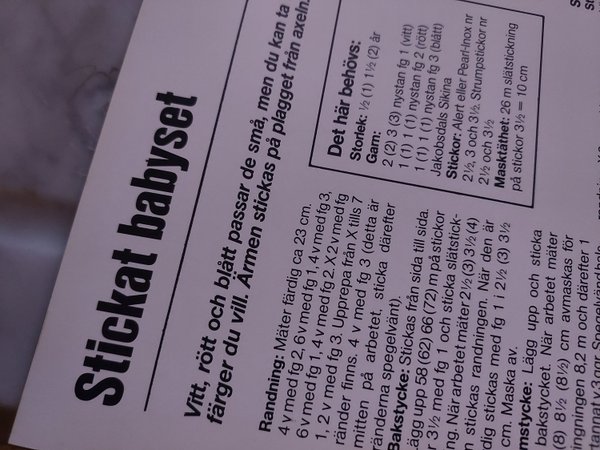 Stickat babyset
Vitt, rött och blått passar de små, men du kan ta
färger du vill. Ärmen stickas på plagget från axeln.
Randning: Mäter färdig ca 23 cm.
4 v med fg 2, 6 v med fg 1, 4 v med fg 3,
6 v med fg 1, 4 v med fg 2. X 2 v med fg
1, 2 v med fg 3. Upprepa från X tills 7
ränder finns. 4 v med fg 3 (detta är
mitten på arbetet, sticka därefter
ränderna spegelvänt).
Bakstycke: Stickas från sida till sida.
Lägg upp 58 (62) 66 (72) m på stickor
r 3½ med fg 1 och sticka slätstick-
ng. När arbetet mäter 2½ (3) 3½ (4)
m stickas randningen. När den är
dig stickas med fg 1 i 2½ (3) 3½
cm. Maska av.
mstycke: Lägg upp och sticka
bakstycket. När arbetet mäter
(8) 8½ (8½) cm avmaskas för
ringningen 8,2 m och därefter 1
Det här behövs:
Storlek: ½ (1) 1½ (2) år
Garn:
2 (2) 3 (3) nystan fg 1 (vitt)
1 (1) 1 (1) nystan fg 2 (rött)
1 (1) 1 (1) nystan fg 3 (blått)
Jakobsdals Sikina
Stickor: Alert eller Pearl-Inox nr
2½, 3 och 3½. Strumpstickor nr
2½ och 3½
Masktäthet: 26 m slätstickning
på stickor 3½ = 10 cm